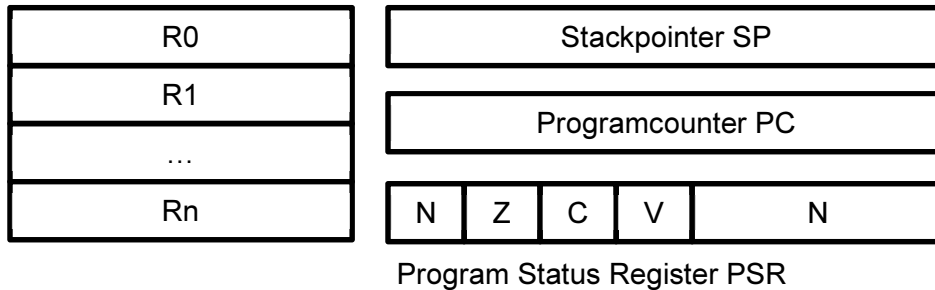 R0
R1
...
Rn
Stackpointer SP
Programcounter PC
N Z C V N
Program Status Register PSR